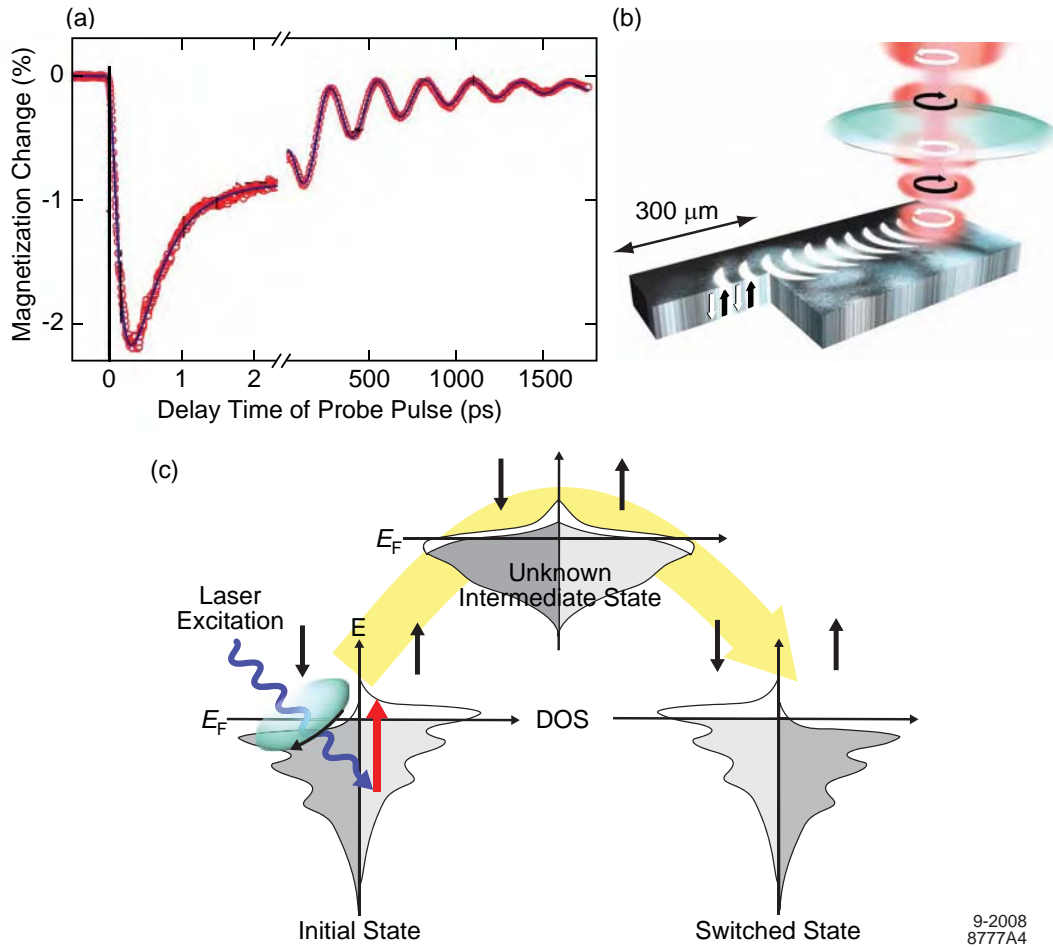 (a)
Magnetization Change (%)
0
-1
-2
0 1 2 500 1000 1500
Delay Time of Probe Pulse (ps)
(b)
300 μm
(c)
E_F
Unknown
Intermediate State
Laser
Excitation
E
E_F
DOS
Initial State
Switched State
9-2008
8777A4